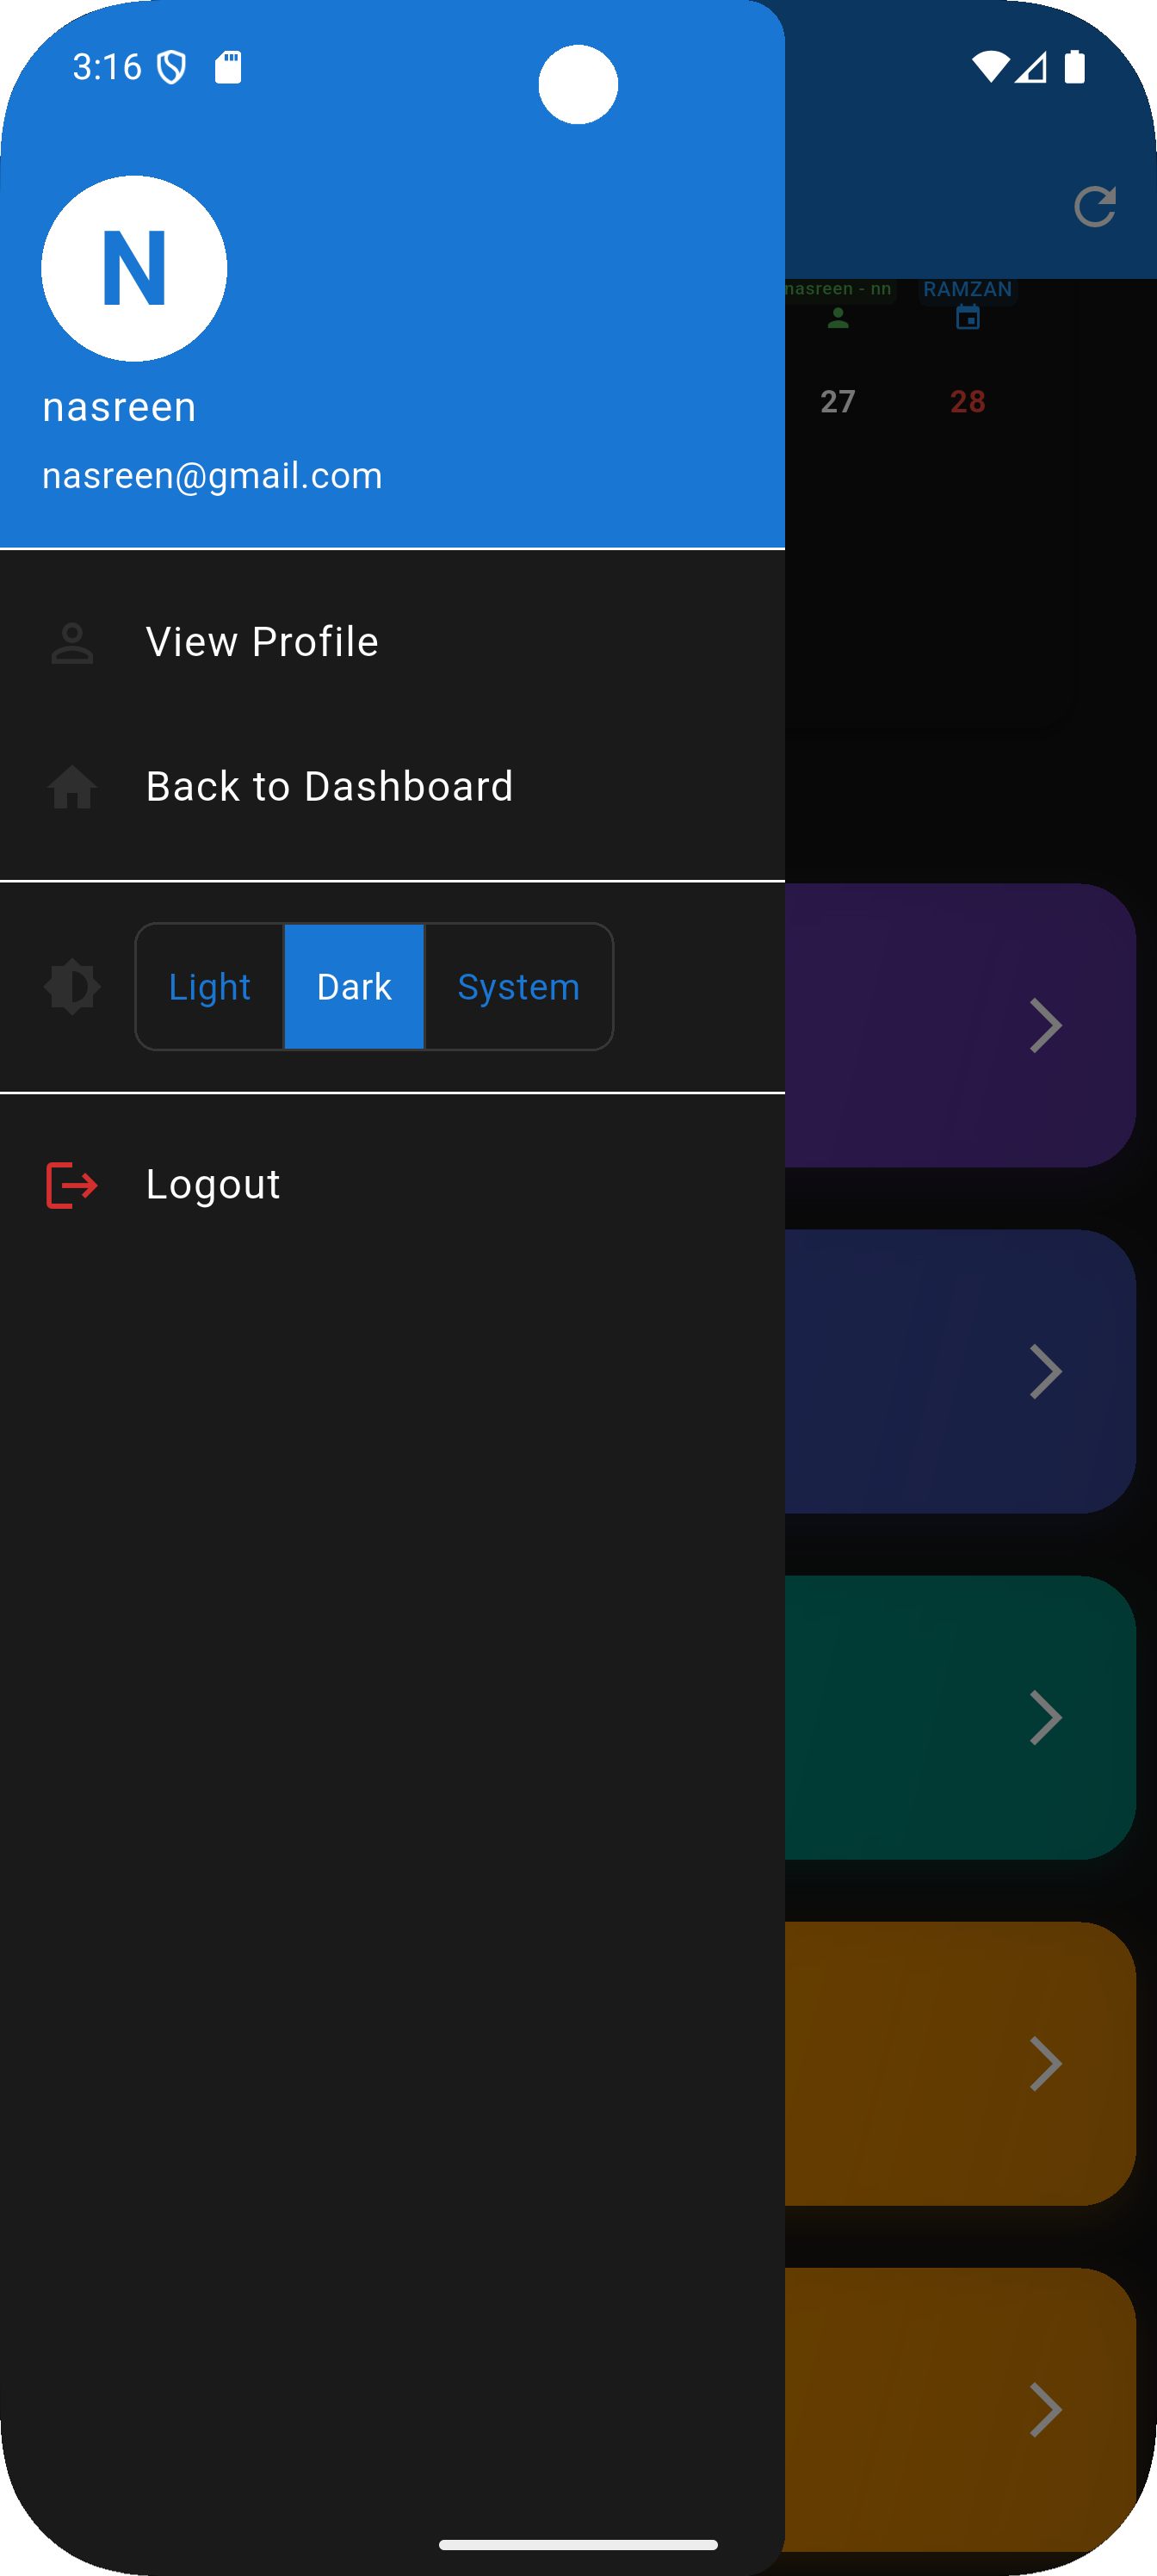 3:16
N
nasreen
nasreen@gmail.com
nasreen - nn RAMZAN
27 28
View Profile
Back to Dashboard
Light Dark System
Logout